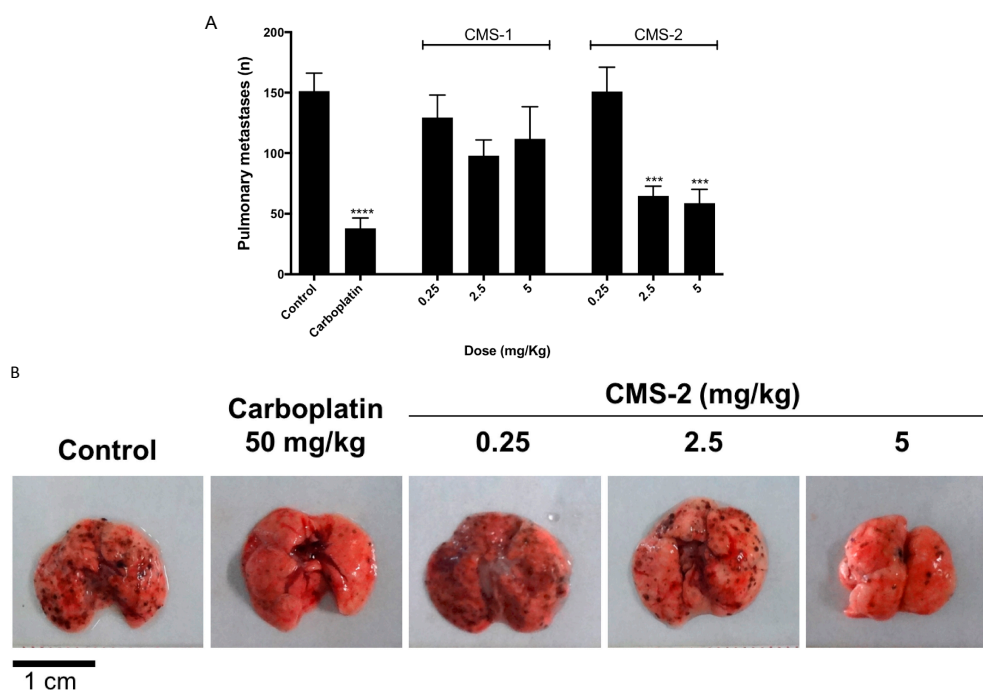 A
200
150
100
50
0
Pulmonary metastases (n)
CMS-1
CMS-2
****
***
***
Control
Carboplatin
0.25
2.5
5
0.25
2.5
5
Dose (mg/Kg)
B
Control
Carboplatin
50 mg/kg
CMS-2 (mg/kg)
0.25
2.5
5
1 cm